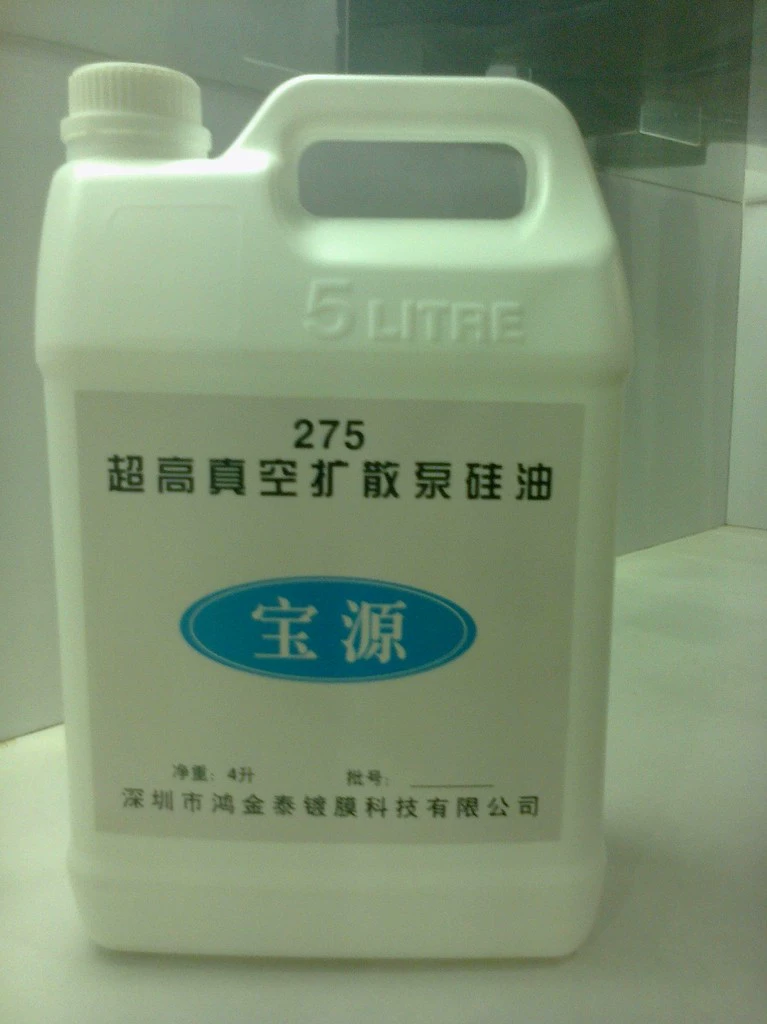 5 LITRE
275
超高真空扩散泵硅油
宝源
净重：4升 批号：
深圳市鸿金泰镀膜科技有限公司